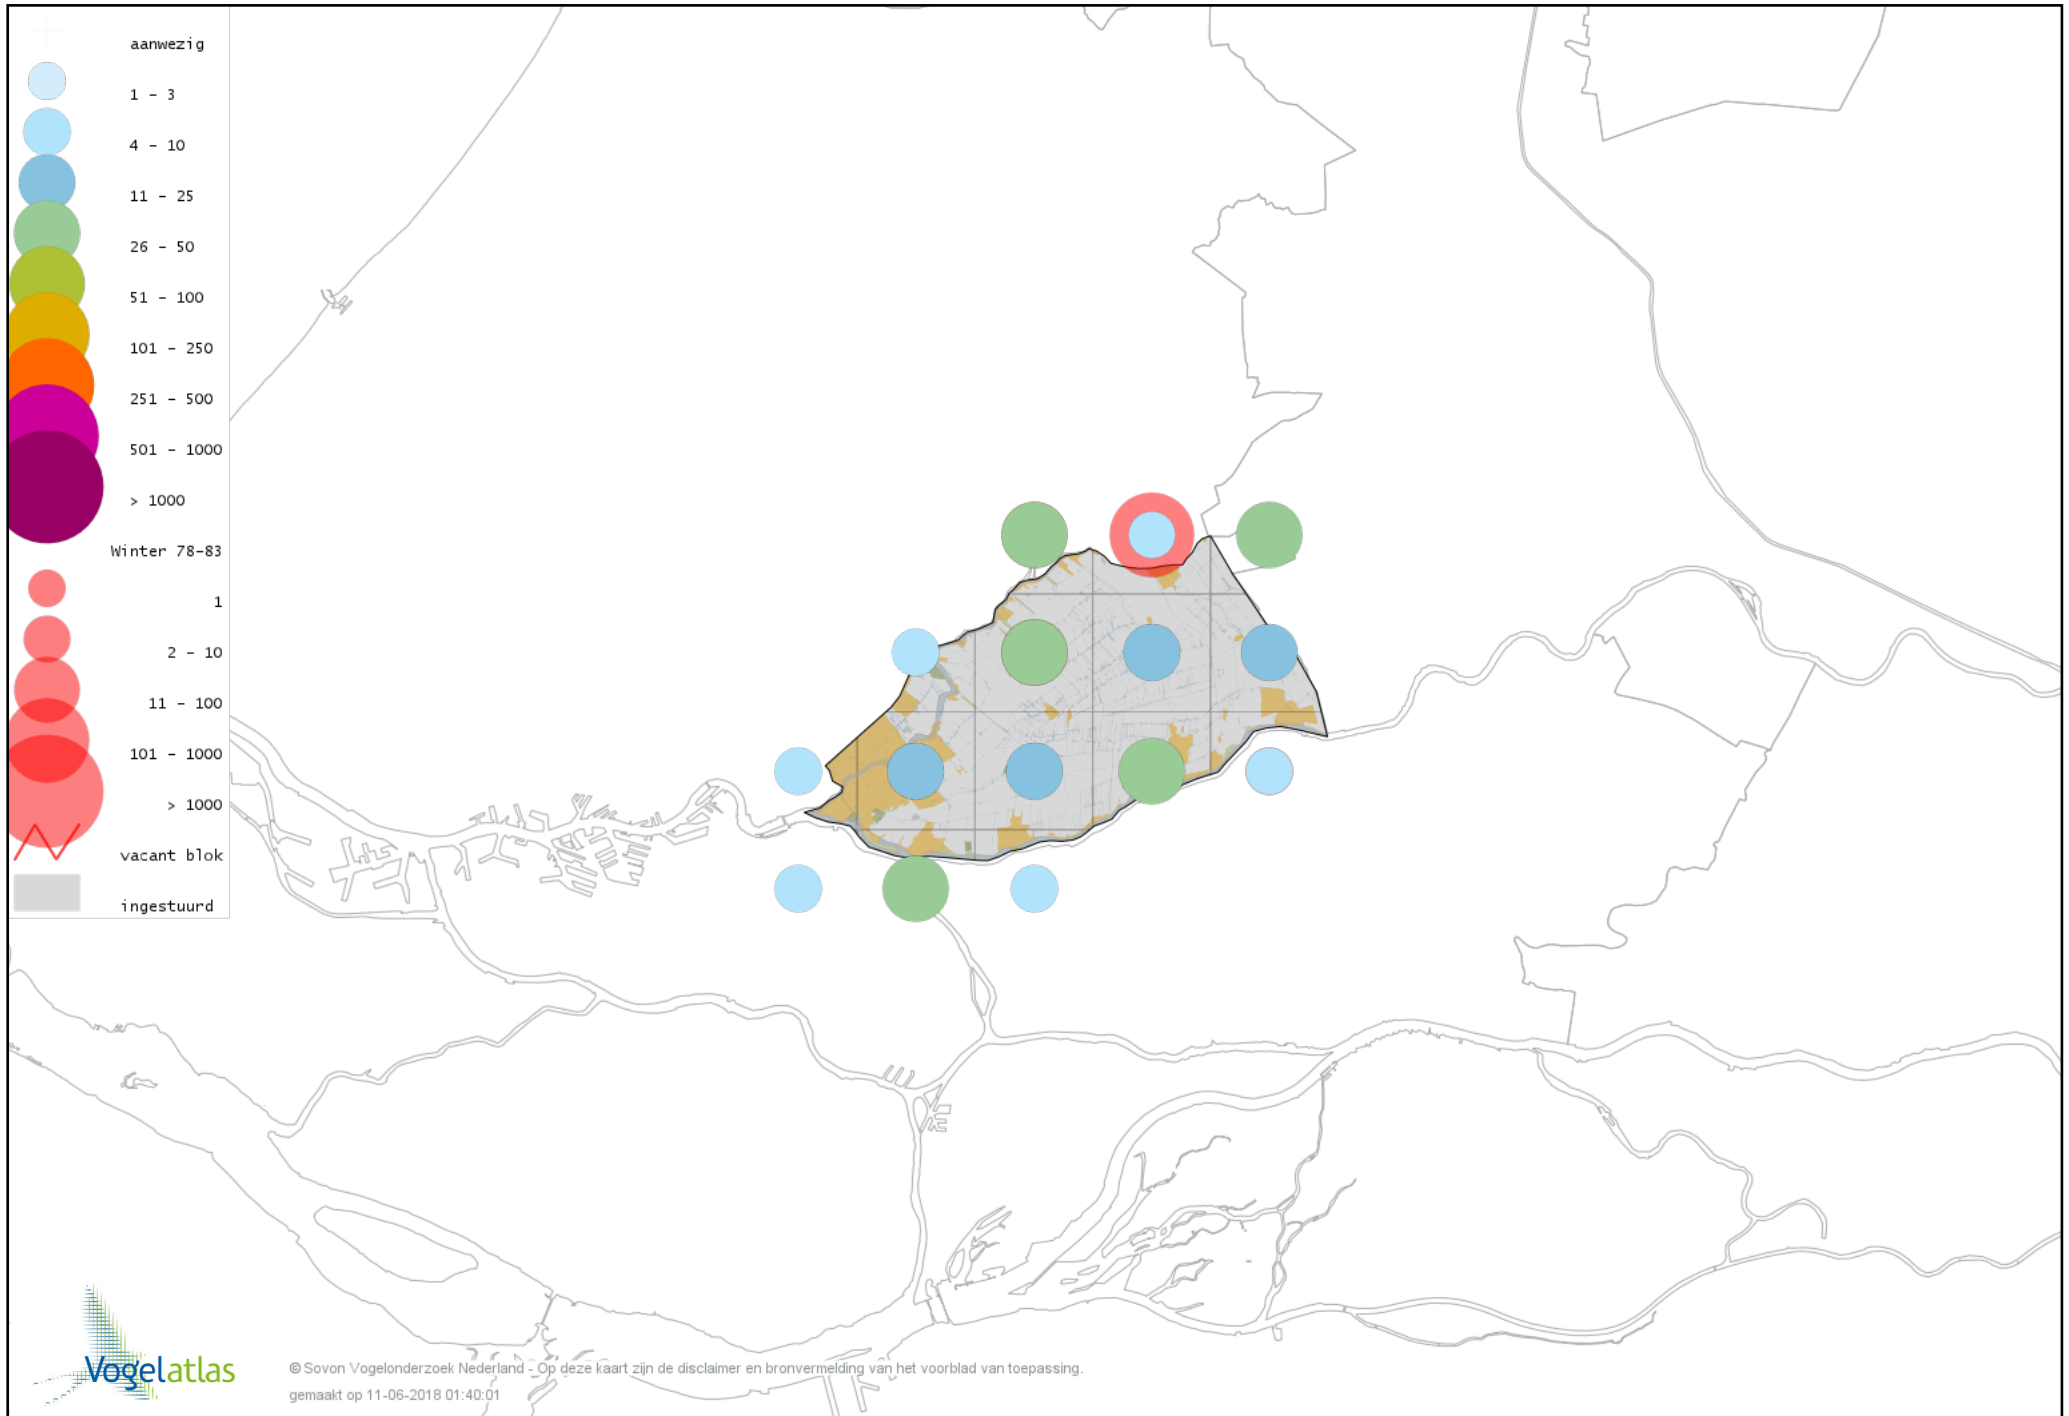 aanwezig
1 - 3
4 - 10
11 - 25
26 - 50
51 - 100
101 - 250
251 - 500
501 - 1000
> 1000
Winter 78-83
1
2 - 10
11 - 100
101 - 1000
> 1000
vacant blok
ingestuurd
Vogelatlas
© Sovon Vogelonderzoek Nederland - Op deze kaart zijn de disclaimer en bronvermelding van het voorblad van toepassing.
gemaakt op 11-06-2018 01:40:01